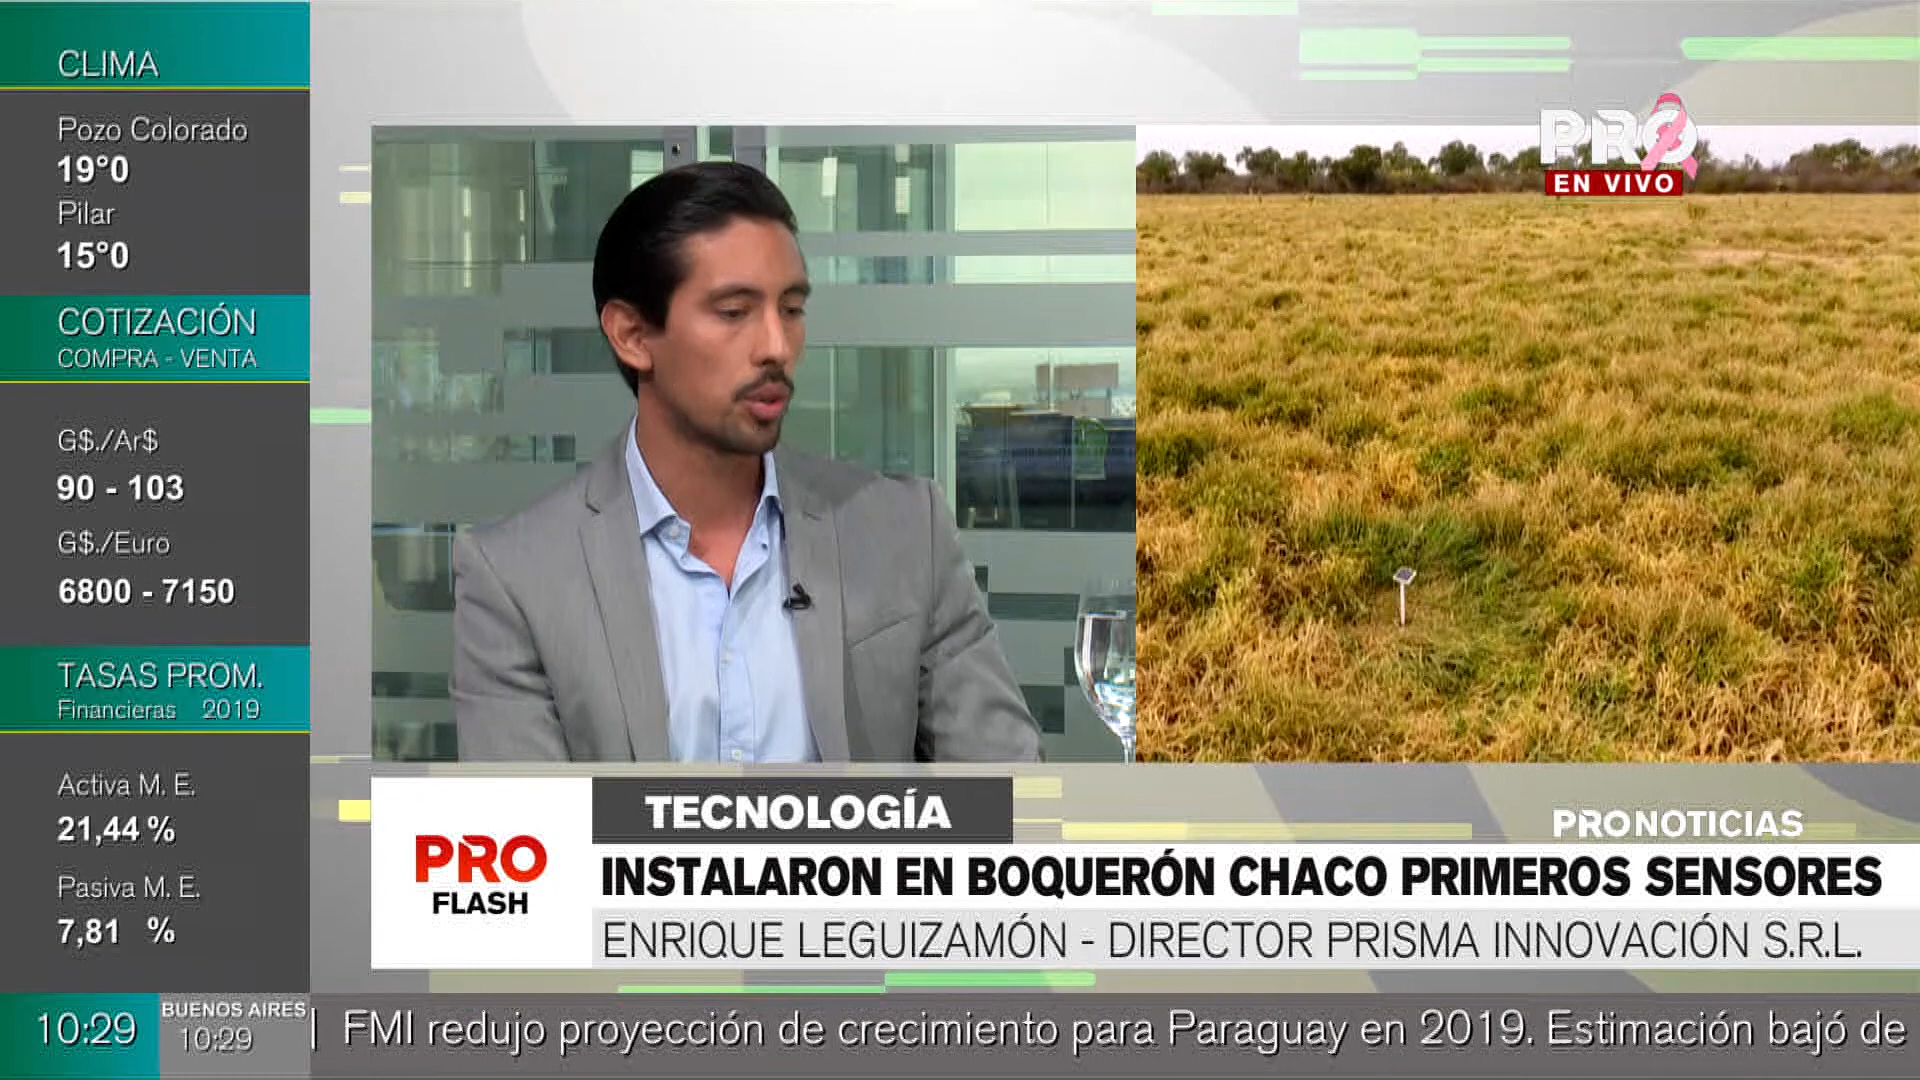 CLIMA
Pozo Colorado
19°0
Pilar
15°0
COTIZACIÓN
COMPRA - VENTA
G$./Ar$
90 - 103
G$./Euro
6800 - 7150
TASAS PROM.
Financieras 2019
Activa M. E.
21,44 %
Pasiva M. E.
7,81 %
PRO
EN VIVO
TECNOLOGÍA
PRONOTICIAS
PRO
FLASH
INSTALARON EN BOQUERÓN CHACO PRIMEROS SENSORES
ENRIQUE LEGUIZAMÓN - DIRECTOR PRISMA INNOVACIÓN S.R.L.
10:29
BUENOS AIRES
10:29
| FMI redujo proyección de crecimiento para Paraguay en 2019. Estimación bajó de